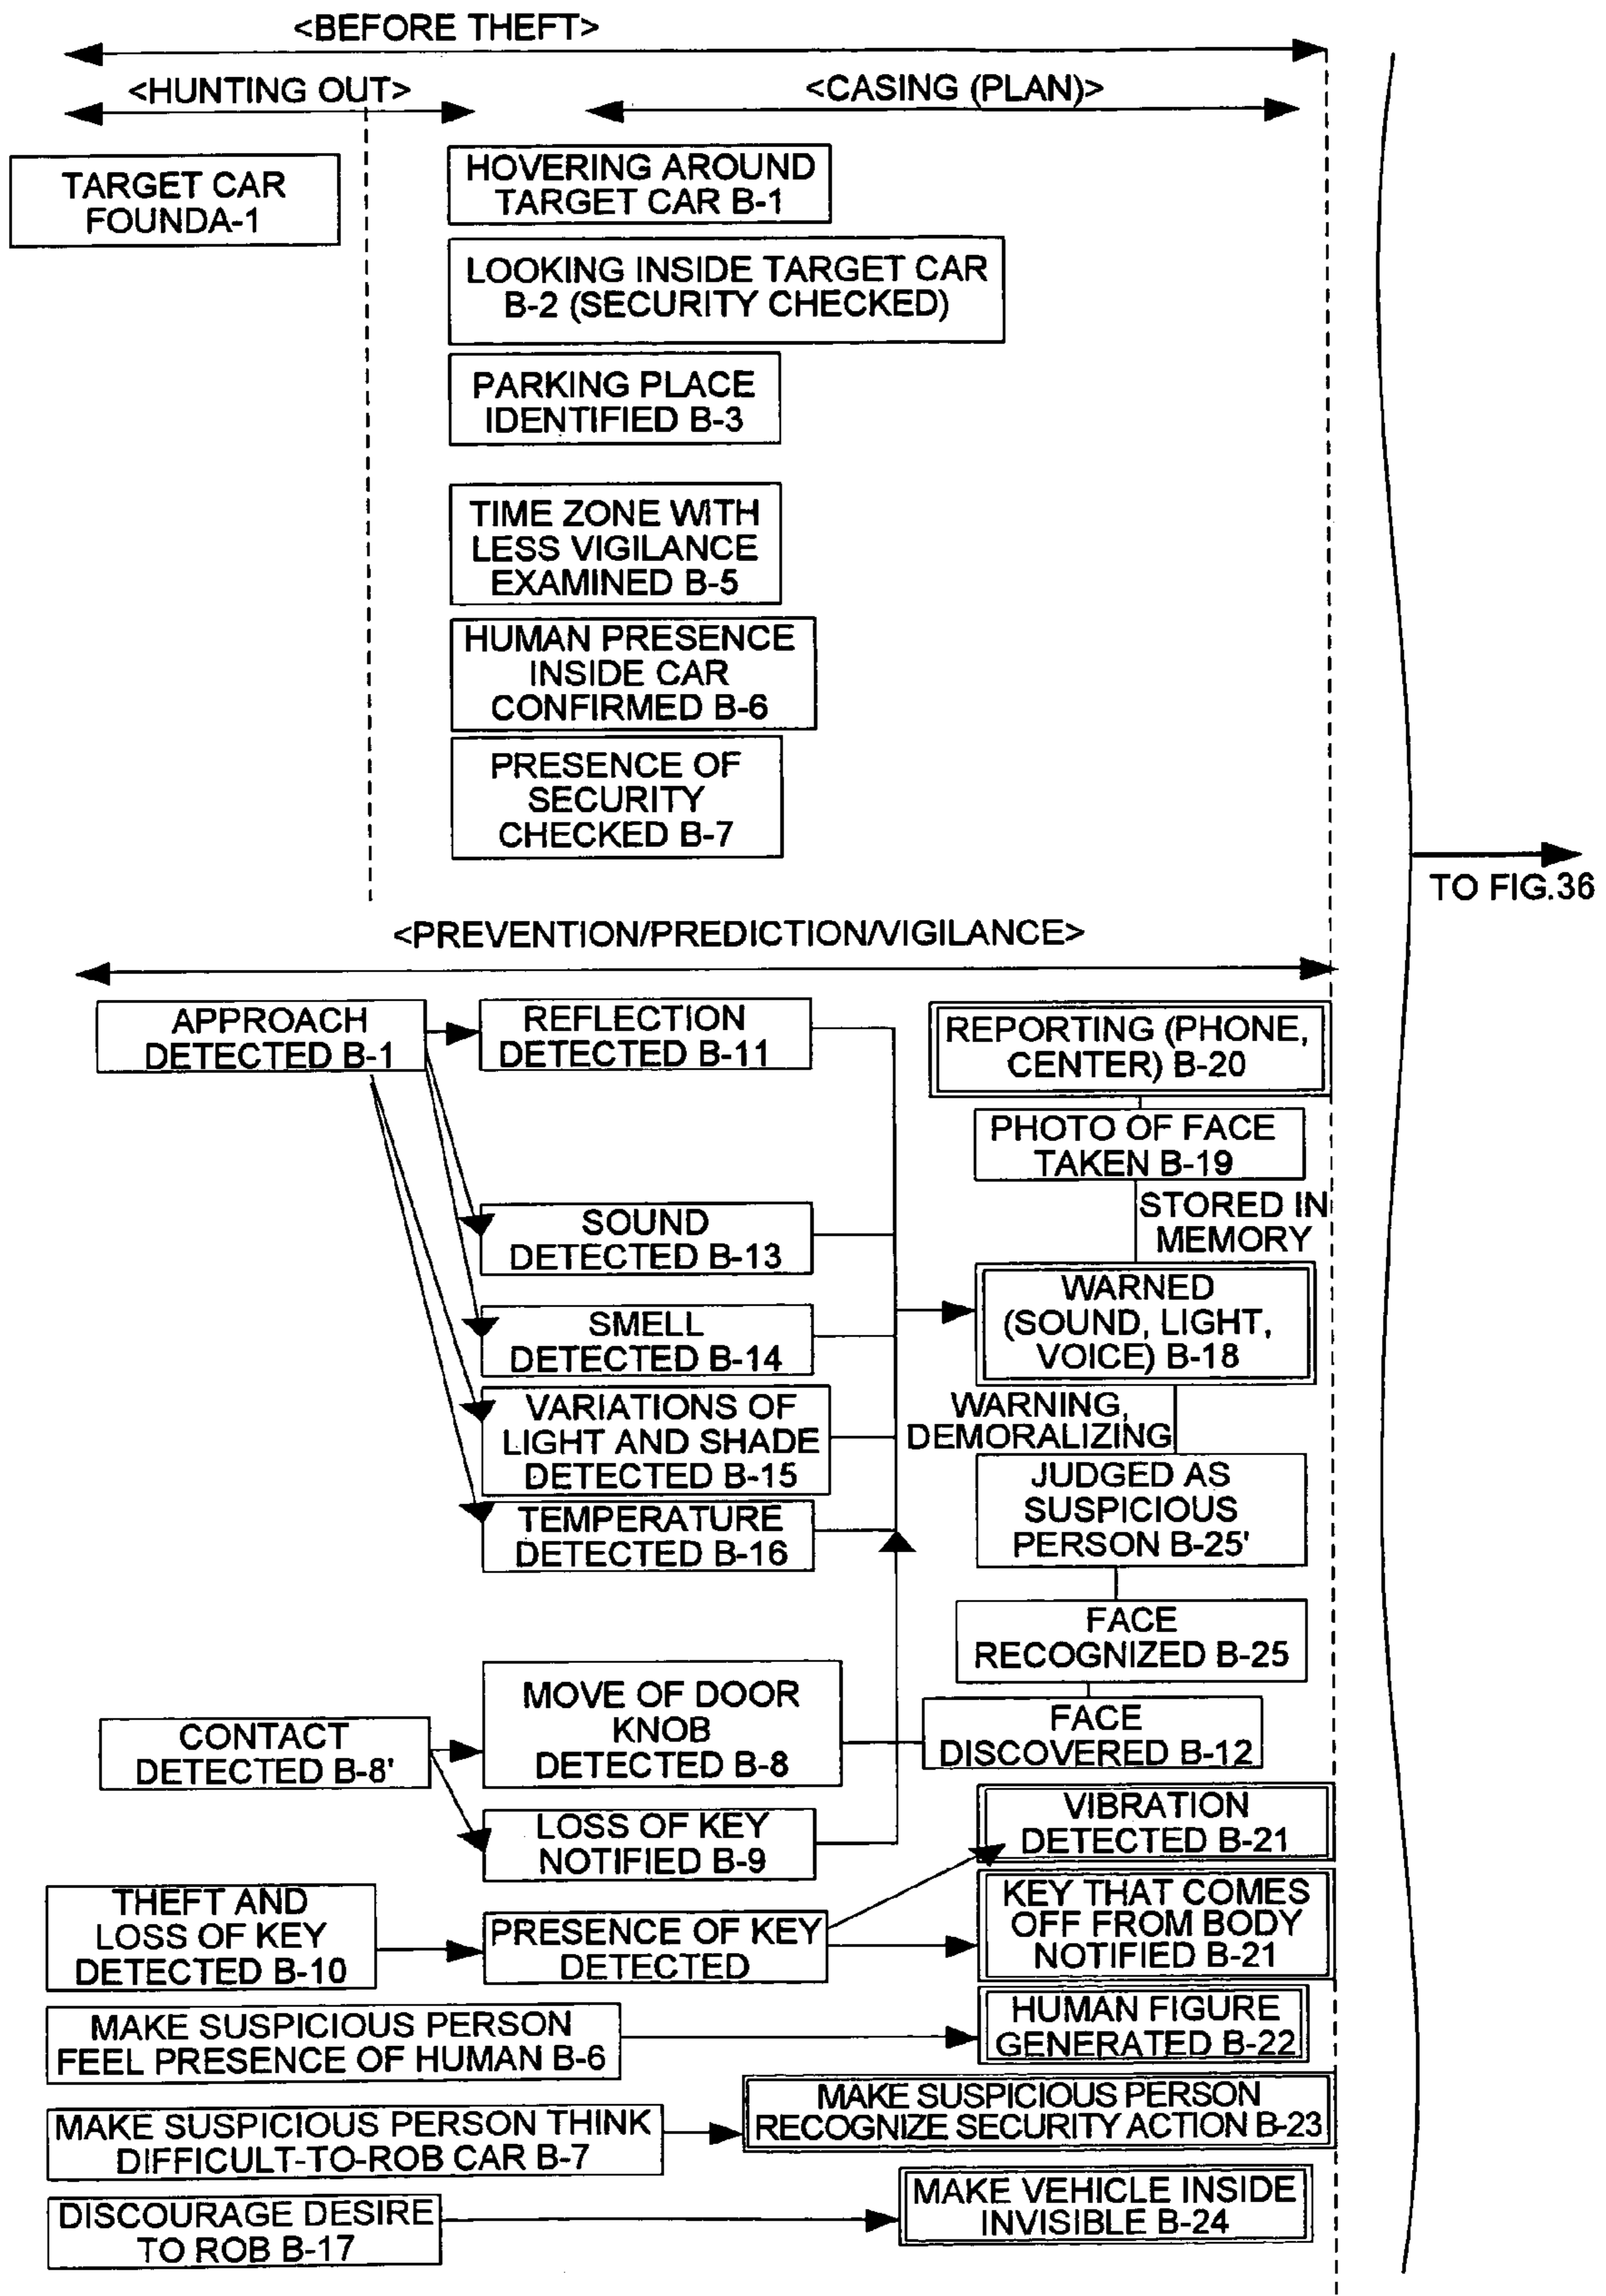 <BEFORE THEFT>
<HUNTING OUT>
<CASING (PLAN)>
TARGET CAR
FOUNDA-1
HOVERING AROUND
TARGET CAR B-1
LOOKING INSIDE TARGET CAR
B-2 (SECURITY CHECKED)
PARKING PLACE
IDENTIFIED B-3
TIME ZONE WITH
LESS VIGILANCE
EXAMINED B-5
HUMAN PRESENCE
INSIDE CAR
CONFIRMED B-6
PRESENCE OF
SECURITY
CHECKED B-7
TO FIG.36
<PREVENTION/PREDICTION/VIGILANCE>
APPROACH
DETECTED B-1
REFLECTION
DETECTED B-11
REPORTING (PHONE,
CENTER) B-20
PHOTO OF FACE
TAKEN B-19
STORED IN
MEMORY
SOUND
DETECTED B-13
WARNED
(SOUND, LIGHT,
VOICE) B-18
SMELL
DETECTED B-14
VARIATIONS OF
LIGHT AND SHADE
DETECTED B-15
WARNING,
DEMORALIZING
JUDGED AS
SUSPICIOUS
PERSON B-25'
TEMPERATURE
DETECTED B-16
FACE
RECOGNIZED B-25
CONTACT
DETECTED B-8'
MOVE OF DOOR
KNOB
DETECTED B-8
FACE
DISCOVERED B-12
LOSS OF KEY
NOTIFIED B-9
VIBRATION
DETECTED B-21
THEFT AND
LOSS OF KEY
DETECTED B-10
PRESENCE OF KEY
DETECTED
KEY THAT COMES
OFF FROM BODY
NOTIFIED B-21
MAKE SUSPICIOUS PERSON
FEEL PRESENCE OF HUMAN B-6
HUMAN FIGURE
GENERATED B-22
MAKE SUSPICIOUS PERSON THINK
DIFFICULT-TO-ROB CAR B-7
MAKE SUSPICIOUS PERSON
RECOGNIZE SECURITY ACTION B-23
DISCOURAGE DESIRE
TO ROB B-17
MAKE VEHICLE INSIDE
INVISIBLE B-24